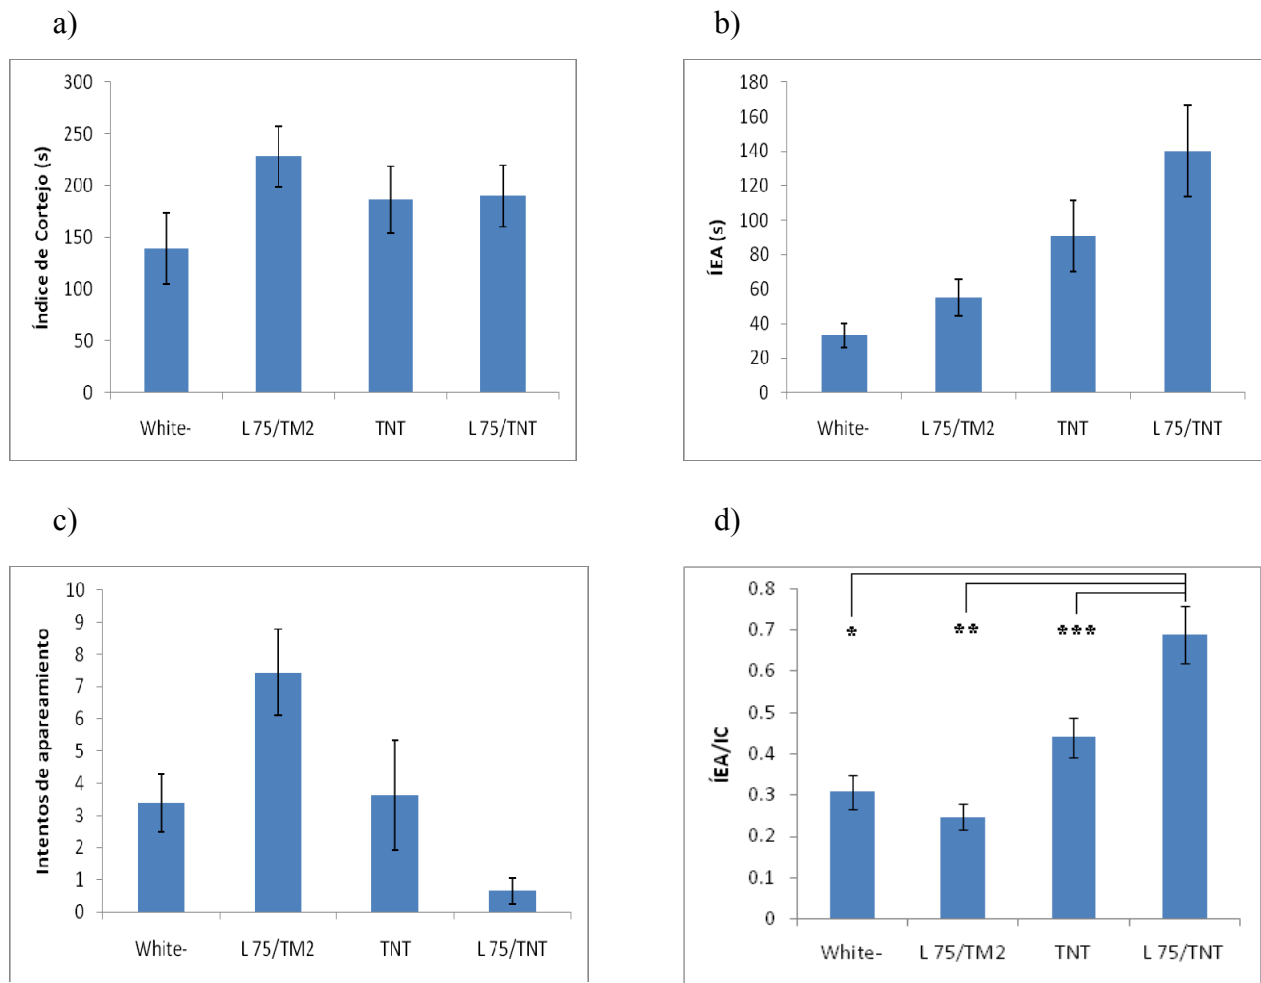 a)
300
250
200
150
100
50
0
Índice de Cortejo (s)
White-
L 75/TM2
TNT
L 75/TNT
b)
180
160
140
120
100
80
60
40
20
0
ÍEA (s)
White-
L 75/TM2
TNT
L 75/TNT
c)
10
9
8
7
6
5
4
3
2
1
0
Intentos de apareamiento
White-
L 75/TM2
TNT
L 75/TNT
d)
0.8
0.7
0.6
0.5
0.4
0.3
0.2
0.1
0
ÍEA/IC
*
**
***
White-
L 75/TM2
TNT
L 75/TNT